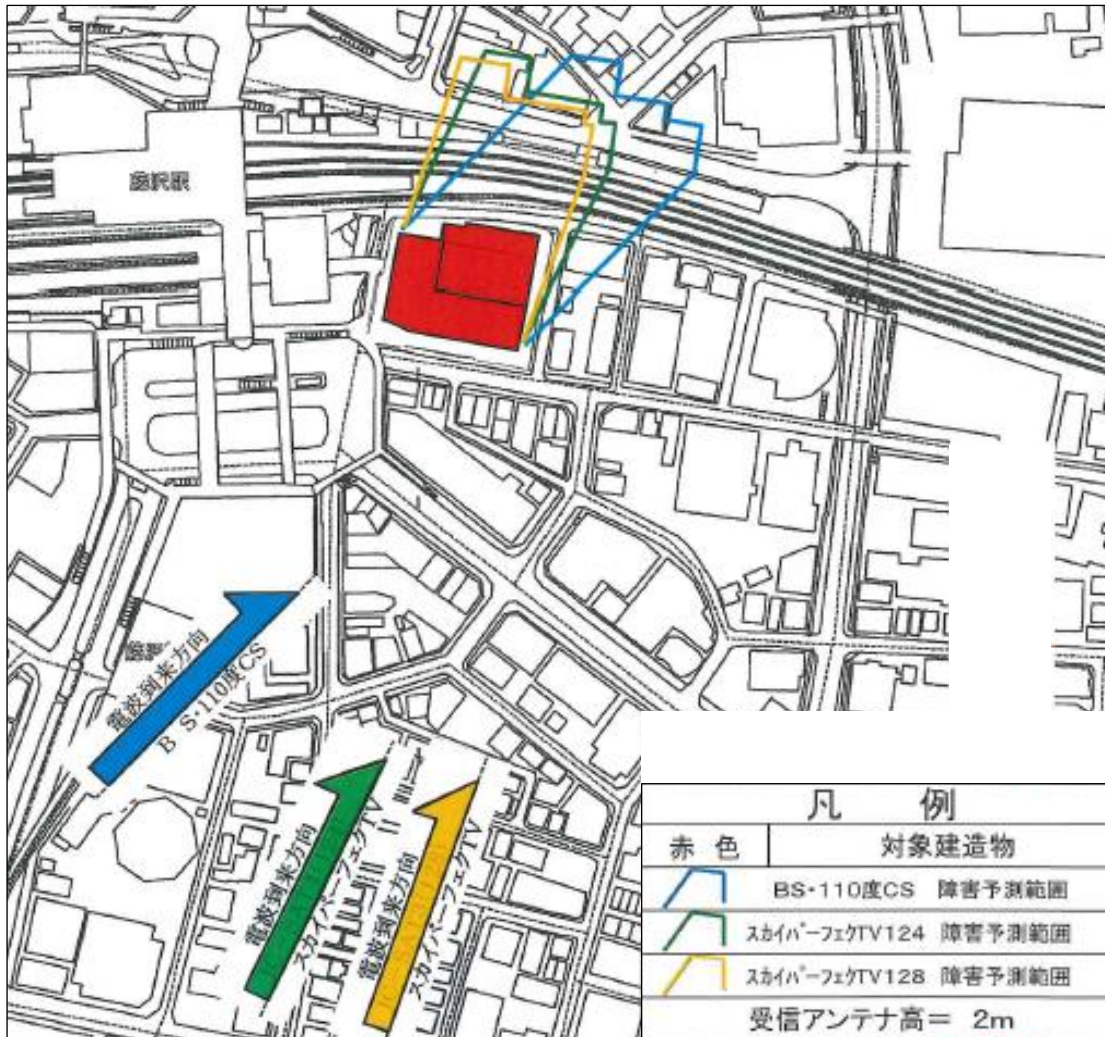 藤沢駅
電波到来方向
BS・110度CS
電波到来方向
スカイパーフェクTV
電波到来方向
スカイパーフェクTV
凡 例
赤 色 対象建造物
BS・110度CS 障害予測範囲
スカイパーフェクTV124 障害予測範囲
スカイパーフェクTV128 障害予測範囲
受信アンテナ高= 2m